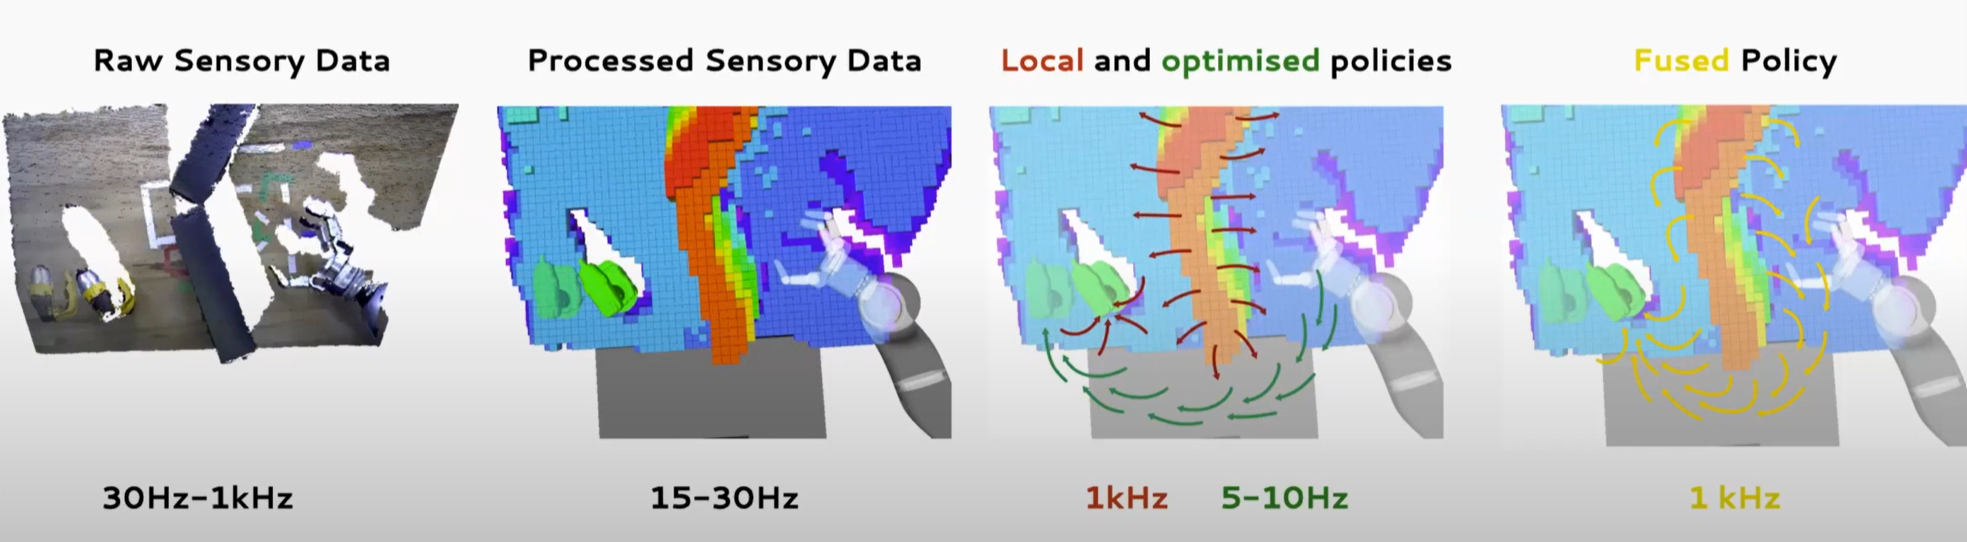 Raw Sensory Data
Processed Sensory Data
Local and optimised policies
Fused Policy
30Hz-1kHz
15-30Hz
1kHz
5-10Hz
1 kHz